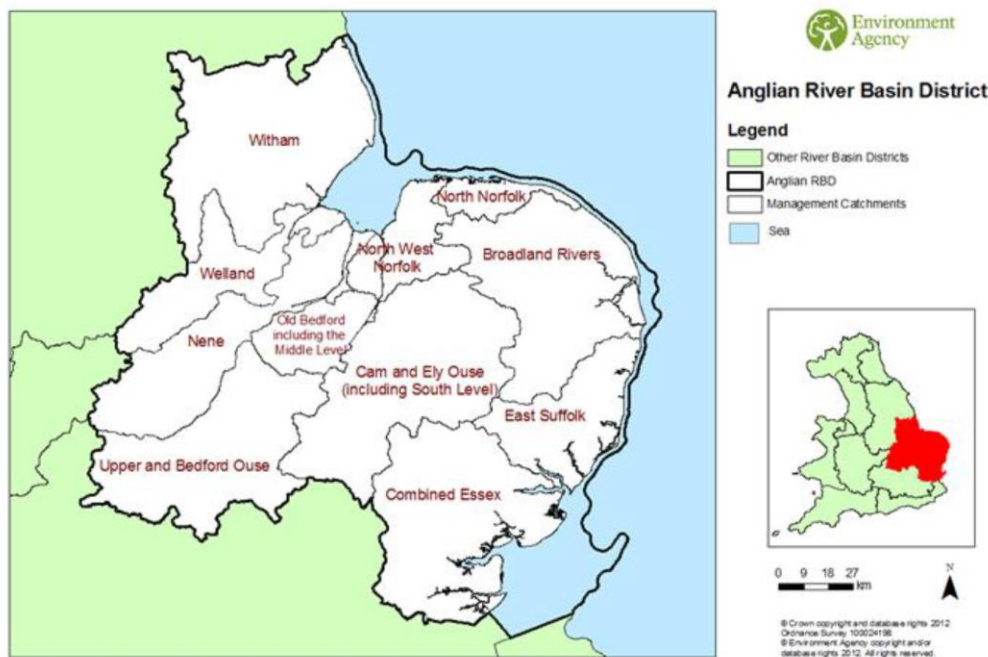 Environment
Agency
Anglian River Basin District
Legend
Other River Basin Districts
Anglian RBD
Management Catchments
Sea
Witham
North Norfolk
North West
Norfolk
Broadland Rivers
Welland
Nene
Old Bedford
including the
Middle Level
Cam and Ely Ouse
(including South Level)
East Suffolk
Upper and Bedford Ouse
Combined Essex
0 9 18 27
km
N
© Crown copyright and database rights 2012
Ordnance Survey 100024198
© Environment Agency copyright and/or
database rights 2012. All rights reserved.